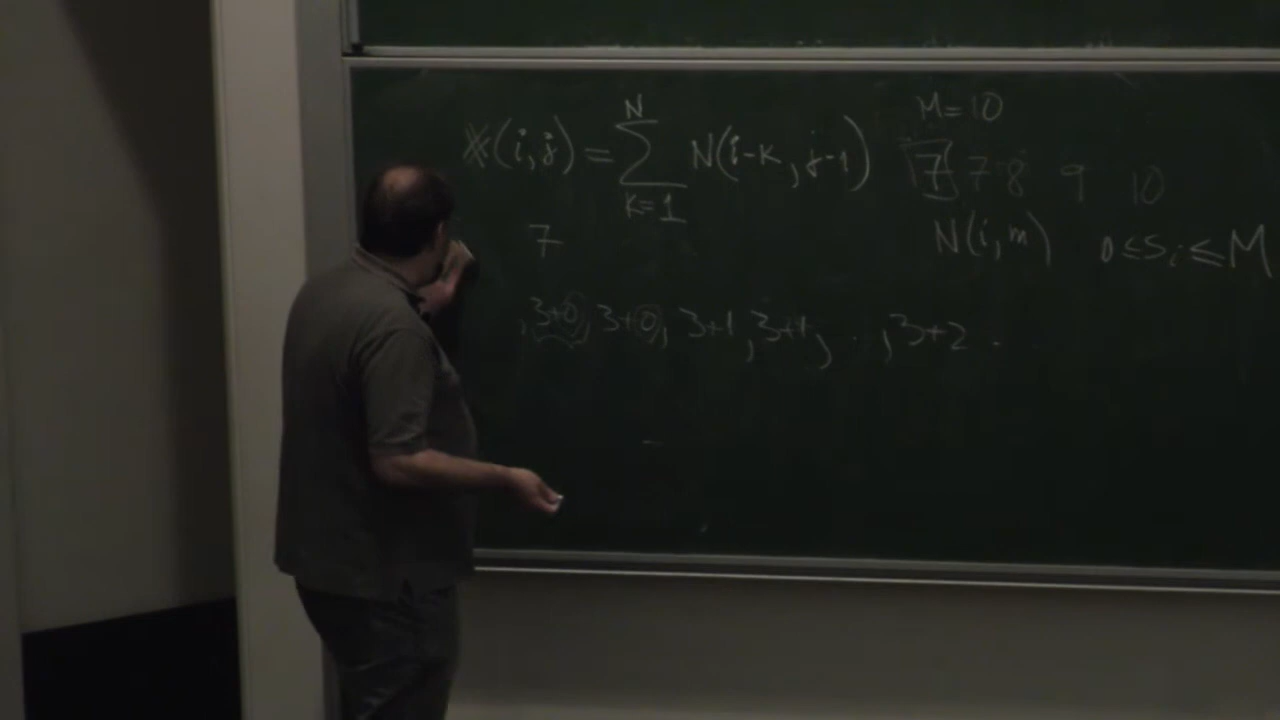 M=10
N
(i,j) = ∑ N(i-k, j-1)
k=1
7 7 8 9 10
7
N(i,m) 0≤S_i≤M
, 3+0, 3+0, 3+1, 3+1, .. , 3+2 .